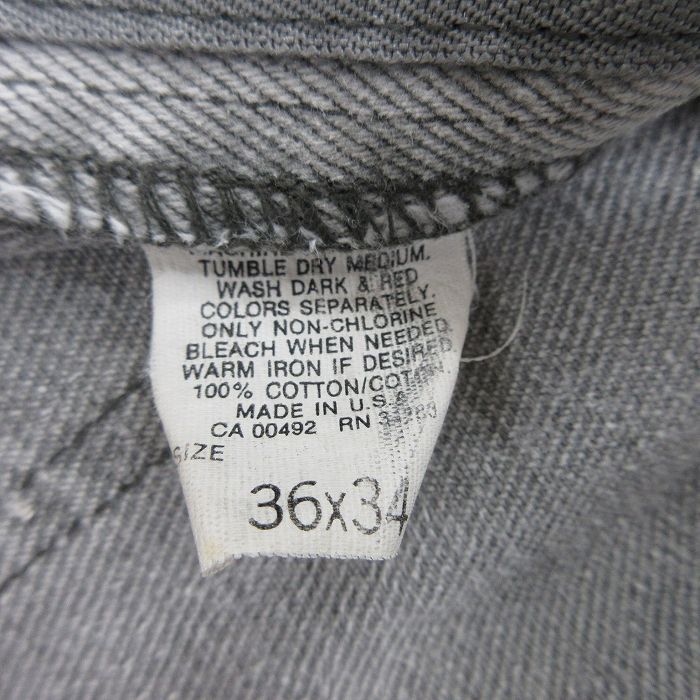 TUMBLE DRY MEDIUM.
WASH DARK & RED
COLORS SEPARATELY.
ONLY NON-CHLORINE
BLEACH WHEN NEEDED.
WARM IRON IF DESIRED.
100% COTTON/COTON.
MADE IN U.S.A
CA 00492 RN
SIZE
36x34